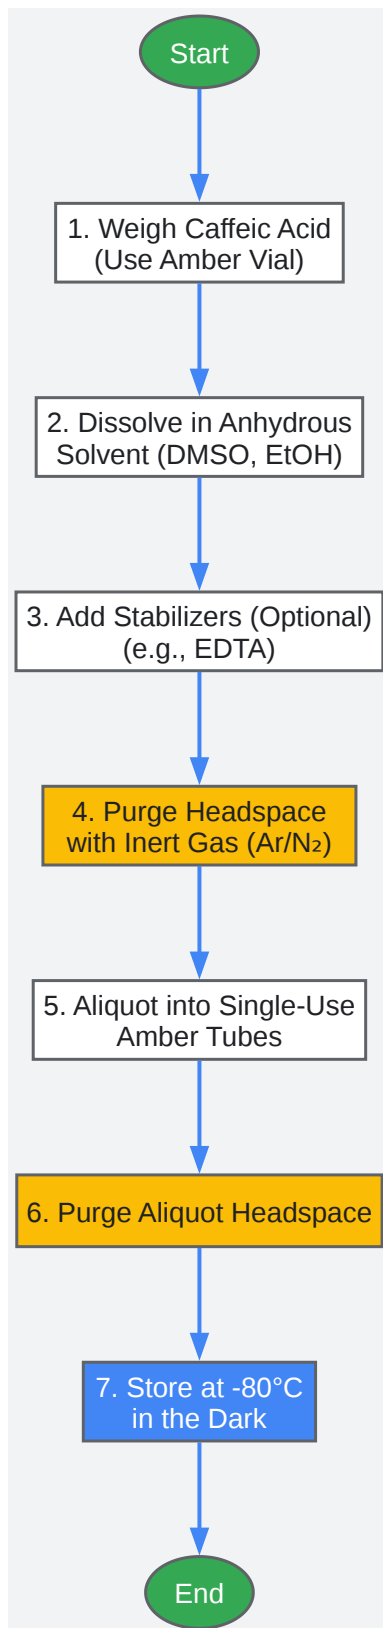 Start
1. Weigh Caffeic Acid
(Use Amber Vial)
2. Dissolve in Anhydrous
Solvent (DMSO, EtOH)
3. Add Stabilizers (Optional)
(e.g., EDTA)
4. Purge Headspace
with Inert Gas (Ar/N₂)
5. Aliquot into Single-Use
Amber Tubes
6. Purge Aliquot Headspace
7. Store at -80°C
in the Dark
End